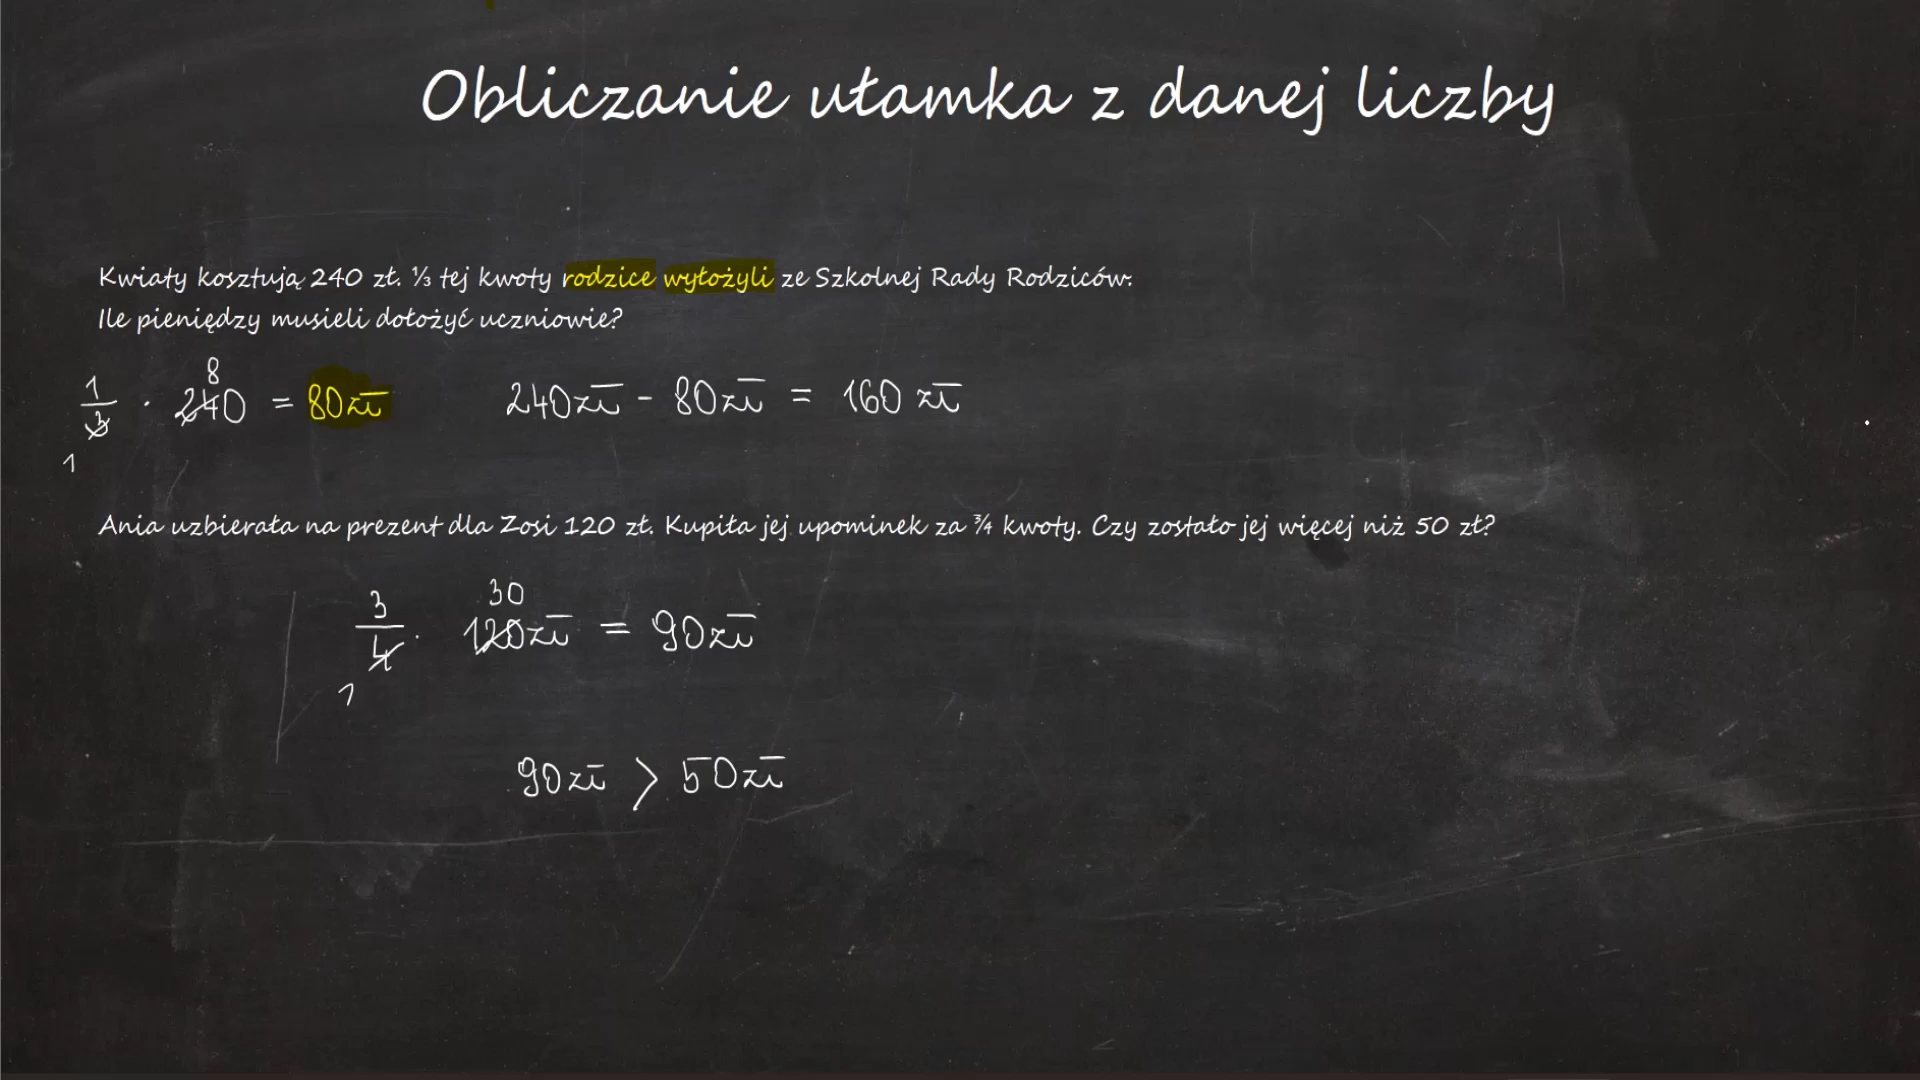 Obliczanie ułamka z danej liczby
Kwiaty kosztują 240 zł. ⅓ tej kwoty rodzice wyłożyli ze Szkolnej Rady Rodziców.
Ile pieniędzy musieli dołożyć uczniowie?
8
1/3 · 240 = 80zł 240zł - 80zł = 160 zł
1
Ania uzbierała na prezent dla Zosi 120 zł. Kupiła jej upominek za ¾ kwoty. Czy zostało jej więcej niż 50 zł?
30
3/4 · 120zł = 90zł
1
90zł > 50zł